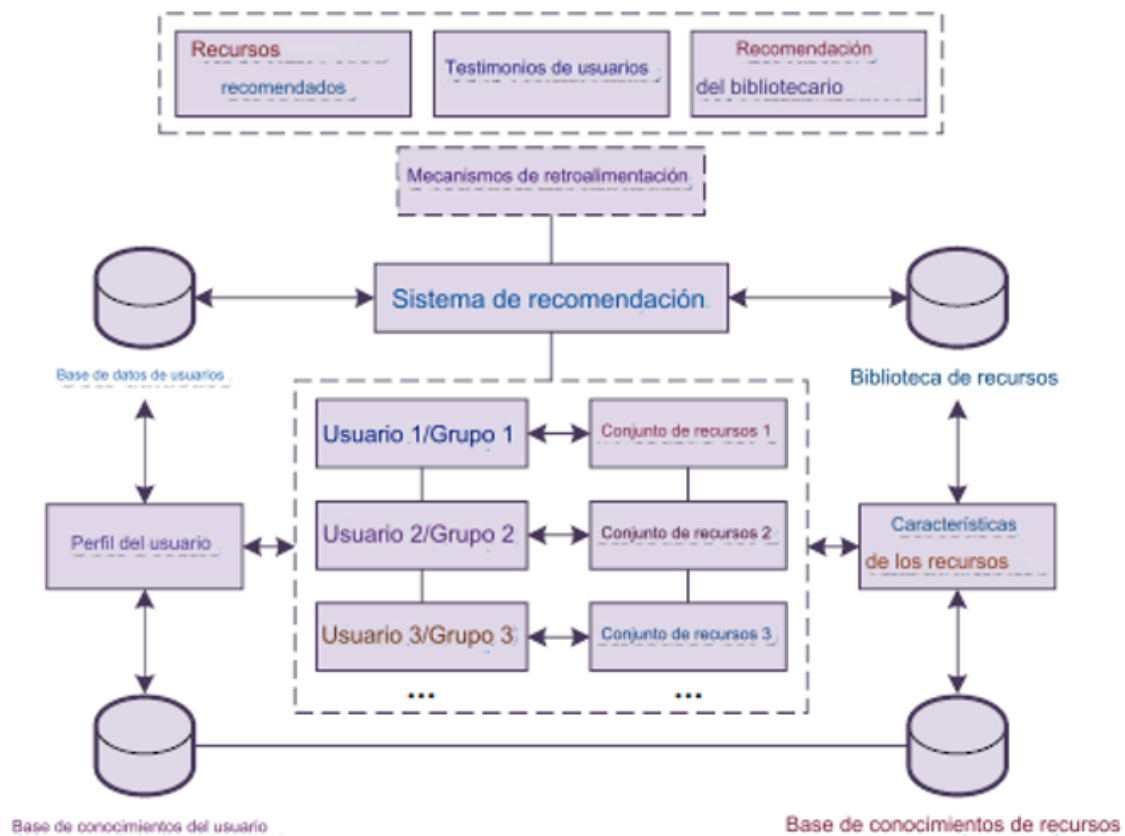 Recursos
recomendados
Testimonios de usuarios
Recomendación
del bibliotecario
Mecanismos de retroalimentación
Sistema de recomendación
Base de datos de usuarios
Biblioteca de recursos
Usuario 1/Grupo 1
Conjunto de recursos 1
Perfil del usuario
Usuario 2/Grupo 2
Conjunto de recursos 2
Características
de los recursos
Usuario 3/Grupo 3
Conjunto de recursos 3
...
...
Base de conocimientos del usuario
Base de conocimientos de recursos